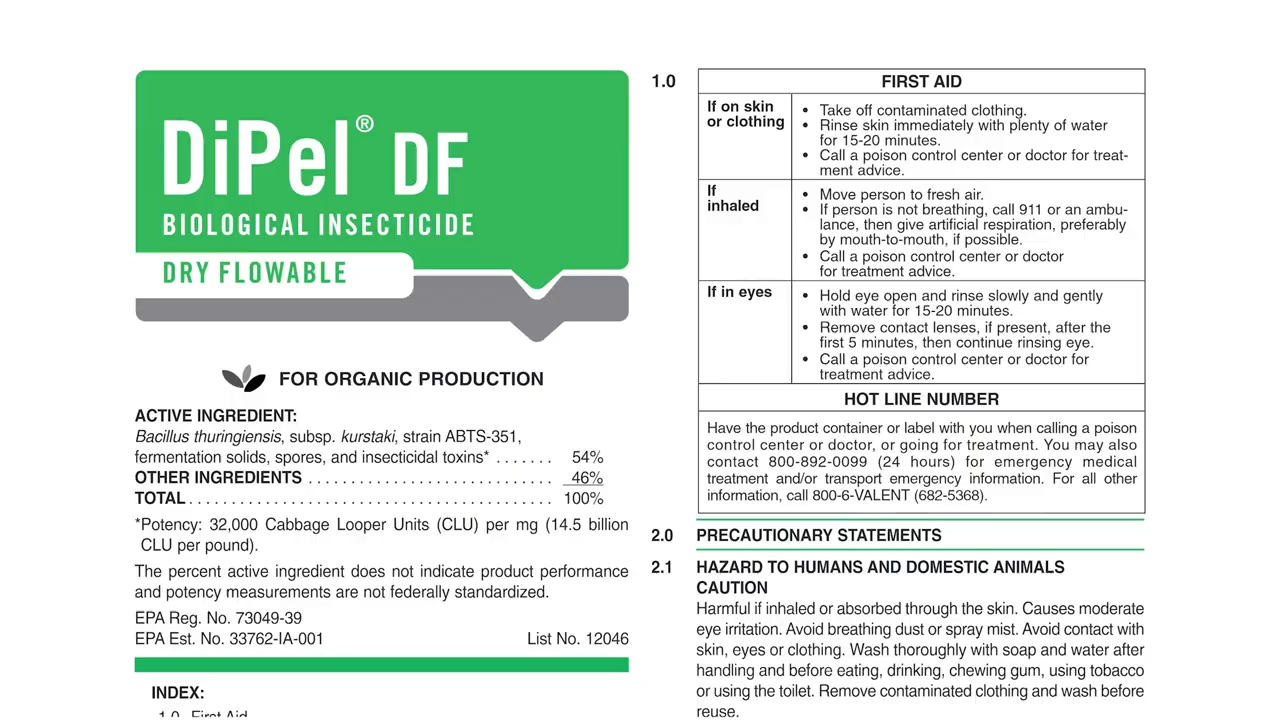 DiPel® DF
BIOLOGICAL INSECTICIDE
DRY FLOWABLE
FOR ORGANIC PRODUCTION
ACTIVE INGREDIENT:
Bacillus thuringiensis, subsp. kurstaki, strain ABTS-351,
fermentation solids, spores, and insecticidal toxins* . . . . . . . 54%
OTHER INGREDIENTS . . . . . . . . . . . . . . . . . . . . . . . . . . . . . 46%
TOTAL . . . . . . . . . . . . . . . . . . . . . . . . . . . . . . . . . . . . . . . . . . . 100%
*Potency: 32,000 Cabbage Looper Units (CLU) per mg (14.5 billion
CLU per pound).
The percent active ingredient does not indicate product performance
and potency measurements are not federally standardized.
EPA Reg. No. 73049-39
EPA Est. No. 33762-IA-001 List No. 12046
INDEX:
1.0 First Aid
1.0 FIRST AID
If on skin
or clothing
• Take off contaminated clothing.
• Rinse skin immediately with plenty of water
for 15-20 minutes.
• Call a poison control center or doctor for treat-
ment advice.
If
inhaled
• Move person to fresh air.
• If person is not breathing, call 911 or an ambu-
lance, then give artificial respiration, preferably
by mouth-to-mouth, if possible.
• Call a poison control center or doctor
for treatment advice.
If in eyes
• Hold eye open and rinse slowly and gently
with water for 15-20 minutes.
• Remove contact lenses, if present, after the
first 5 minutes, then continue rinsing eye.
• Call a poison control center or doctor for
treatment advice.
HOT LINE NUMBER
Have the product container or label with you when calling a poison
control center or doctor, or going for treatment. You may also
contact 800-892-0099 (24 hours) for emergency medical
treatment and/or transport emergency information. For all other
information, call 800-6-VALENT (682-5368).
2.0 PRECAUTIONARY STATEMENTS
2.1 HAZARD TO HUMANS AND DOMESTIC ANIMALS
CAUTION
Harmful if inhaled or absorbed through the skin. Causes moderate
eye irritation. Avoid breathing dust or spray mist. Avoid contact with
skin, eyes or clothing. Wash thoroughly with soap and water after
handling and before eating, drinking, chewing gum, using tobacco
or using the toilet. Remove contaminated clothing and wash before
reuse.